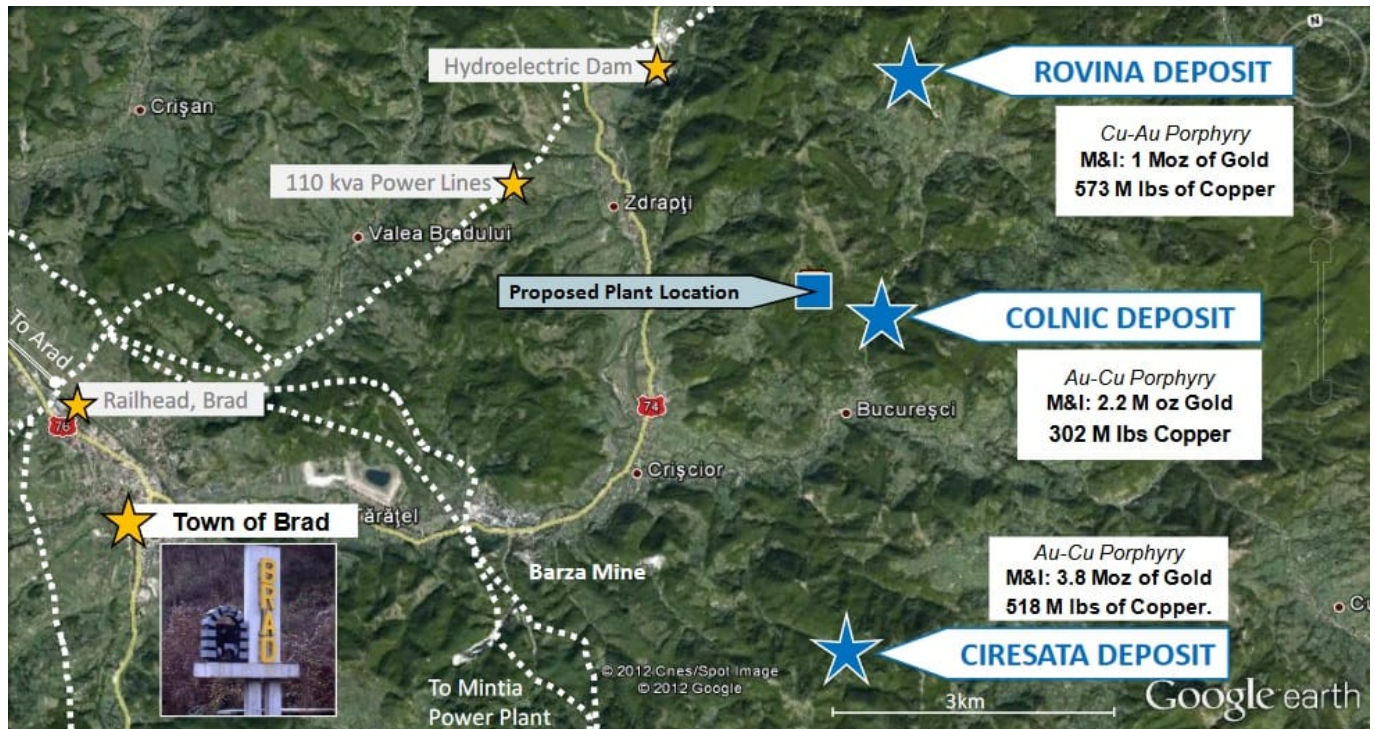 N
Hydroelectric Dam
ROVINA DEPOSIT
Crişan
Cu-Au Porphyry
M&I: 1 Moz of Gold
573 M lbs of Copper
110 kva Power Lines
Zdrapţi
Valea Bradului
Proposed Plant Location
COLNIC DEPOSIT
To Arad
Au-Cu Porphyry
M&I: 2.2 M oz Gold
302 M lbs Copper
Railhead, Brad
76
74
Bucureşci
Crişcior
Town of Brad
ărăţel
Barza Mine
Au-Cu Porphyry
M&I: 3.8 Moz of Gold
518 M lbs of Copper.
CIRESATA DEPOSIT
© 2012 Cnes/Spot Image
© 2012 Google
To Mintia
Power Plant
3km
Google earth